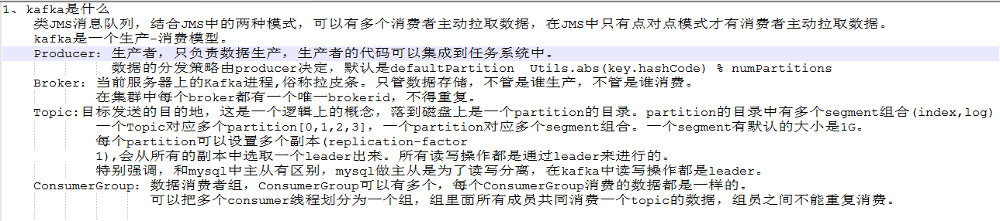 1、kafka是什么
类JMS消息队列，结合JMS中的两种模式，可以有多个消费者主动拉取数据，在JMS中只有点对点模式才有消费者主动拉取数据。
kafka是一个生产-消费模型。
Producer：生产者，只负责数据生产，生产者的代码可以集成到任务系统中。
数据的分发策略由producer决定，默认是defaultPartition  Utils.abs(key.hashCode) % numPartitions
Broker：当前服务器上的Kafka进程,俗称拉皮条。只管数据存储，不管是谁生产，不管是谁消费。
在集群中每个broker都有一个唯一brokerid，不得重复。
Topic:目标发送的目的地，这是一个逻辑上的概念，落到磁盘上是一个partition的目录。partition的目录中有多个segment组合(index,log)
一个Topic对应多个partition[0,1,2,3]，一个partition对应多个segment组合。一个segment有默认的大小是1G。
每个partition可以设置多个副本(replication-factor
1),会从所有的副本中选取一个leader出来。所有读写操作都是通过leader来进行的。
特别强调，和mysql中主从有区别，mysql做主从是为了读写分离，在kafka中读写操作都是leader。
ConsumerGroup：数据消费者组，ConsumerGroup可以有多个，每个ConsumerGroup消费的数据都是一样的。
可以把多个consumer线程划分为一个组，组里面所有成员共同消费一个topic的数据，组员之间不能重复消费。